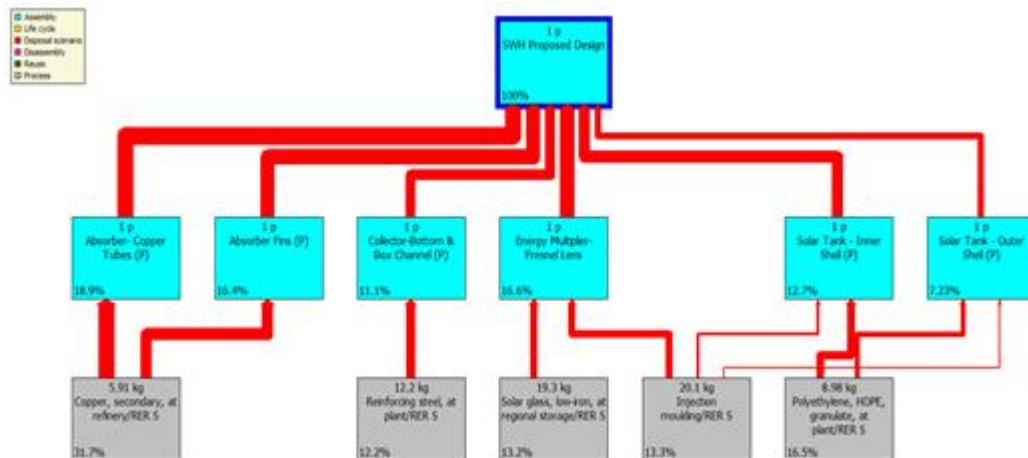 Assembly
Life cycle
Disposal scenario
Disassembly
Reuse
Process
1 p
SWH Proposed Design
100%
1 p
Absorber- Copper
Tubes (P)
18.9%
1 p
Absorber Fins (P)
16.4%
1 p
Collector-Bottom &
Box Channel (P)
11.1%
1 p
Energy Multipler-
Fresnel Lens
16.6%
1 p
Solar Tank - Inner
Shell (P)
12.7%
1 p
Solar Tank - Outer
Shell (P)
7.23%
5.91 kg
Copper, secondary, at
refinery/RER S
31.7%
12.2 kg
Reinforcing steel, at
plant/RER S
12.2%
19.3 kg
Solar glass, low-iron, at
regional storage/RER S
13.2%
20.1 kg
Injection
moulding/RER S
13.3%
8.98 kg
Polyethylene, HDPE,
granulate, at
plant/RER S
16.5%